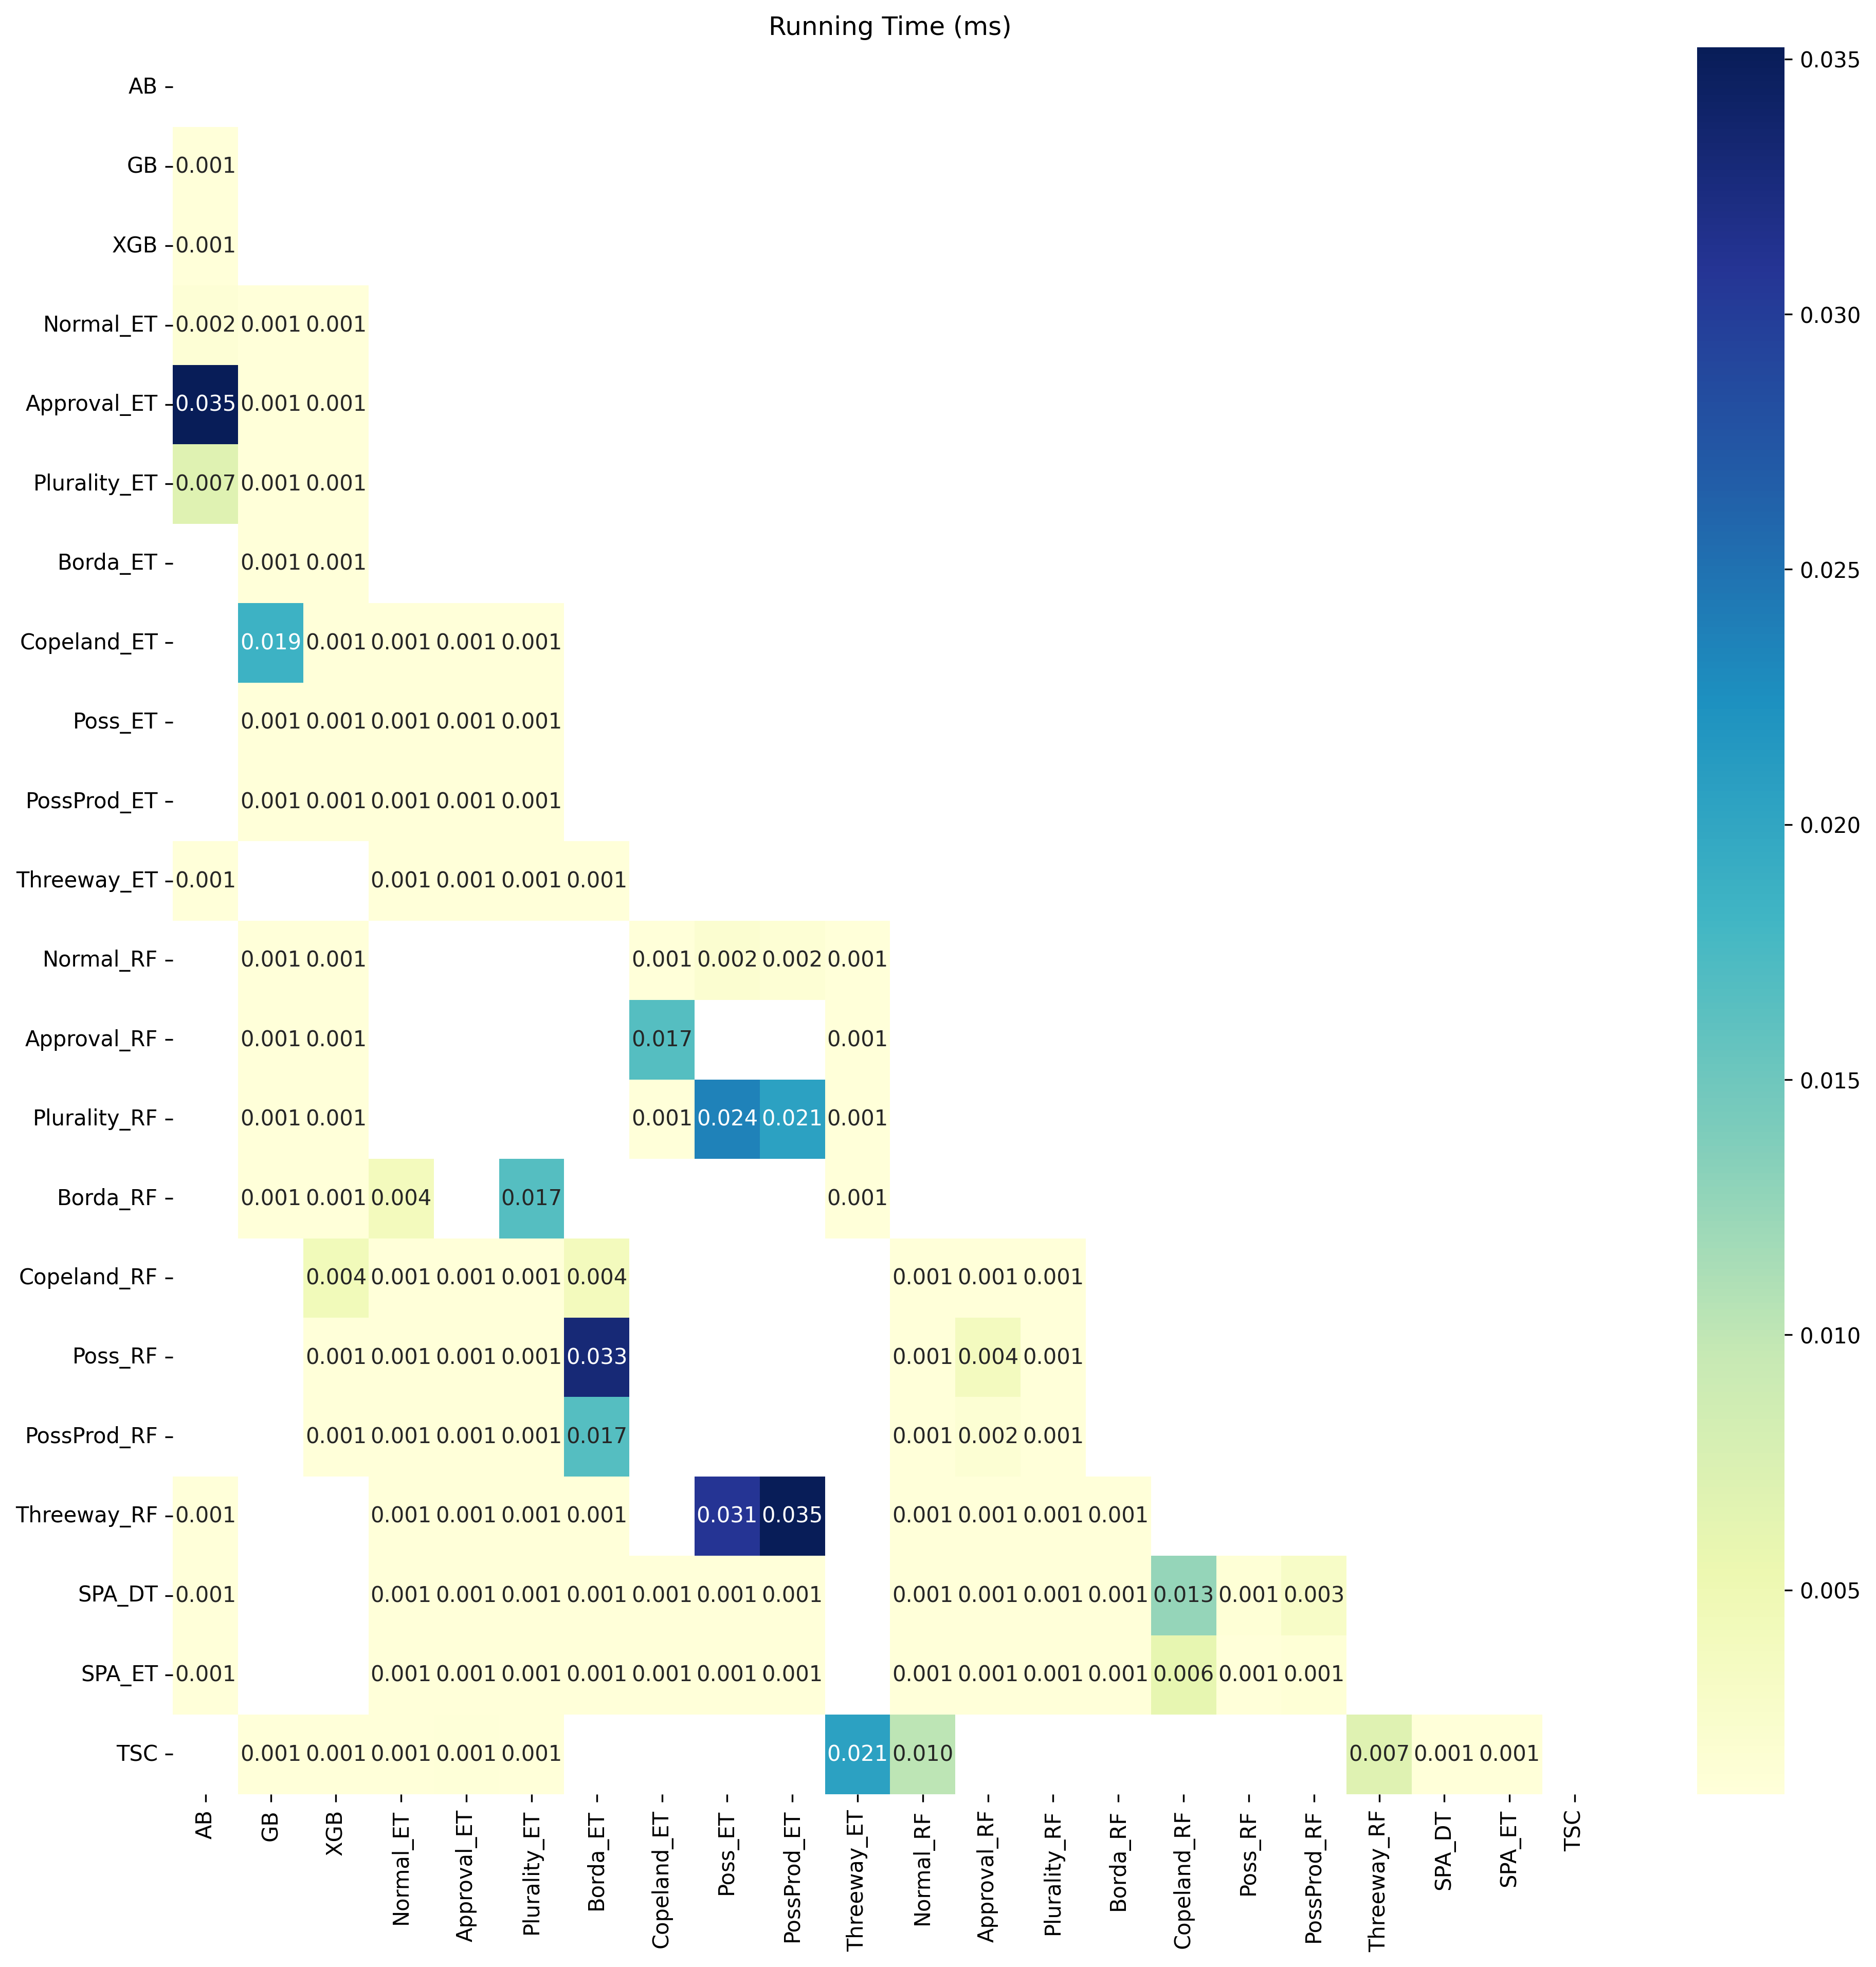 Running Time (ms)
AB
GB 0.001
XGB 0.001
Normal_ET 0.002 0.001 0.001
Approval_ET 0.035 0.001 0.001
Plurality_ET 0.007 0.001 0.001
Borda_ET 0.001 0.001
Copeland_ET 0.019 0.001 0.001 0.001 0.001
Poss_ET 0.001 0.001 0.001 0.001 0.001
PossProd_ET 0.001 0.001 0.001 0.001 0.001
Threeway_ET 0.001 0.001 0.001 0.001 0.001
Normal_RF 0.001 0.001 0.001 0.002 0.002 0.001
Approval_RF 0.001 0.001 0.017 0.001
Plurality_RF 0.001 0.001 0.001 0.024 0.021 0.001
Borda_RF 0.001 0.001 0.004 0.017 0.001
Copeland_RF 0.004 0.001 0.001 0.001 0.004 0.001 0.001 0.001
Poss_RF 0.001 0.001 0.001 0.001 0.033 0.001 0.004 0.001
PossProd_RF 0.001 0.001 0.001 0.001 0.017 0.001 0.002 0.001
Threeway_RF 0.001 0.001 0.001 0.001 0.001 0.031 0.035 0.001 0.001 0.001 0.001
SPA_DT 0.001 0.001 0.001 0.001 0.001 0.001 0.001 0.001 0.001 0.001 0.001 0.001 0.013 0.001 0.003
SPA_ET 0.001 0.001 0.001 0.001 0.001 0.001 0.001 0.001 0.001 0.001 0.001 0.001 0.006 0.001 0.001
TSC 0.001 0.001 0.001 0.001 0.001 0.021 0.010 0.007 0.001 0.001
AB
GB
XGB
Normal_ET
Approval_ET
Plurality_ET
Borda_ET
Copeland_ET
Poss_ET
PossProd_ET
Threeway_ET
Normal_RF
Approval_RF
Plurality_RF
Borda_RF
Copeland_RF
Poss_RF
PossProd_RF
Threeway_RF
SPA_DT
SPA_ET
TSC
0.035
0.030
0.025
0.020
0.015
0.010
0.005